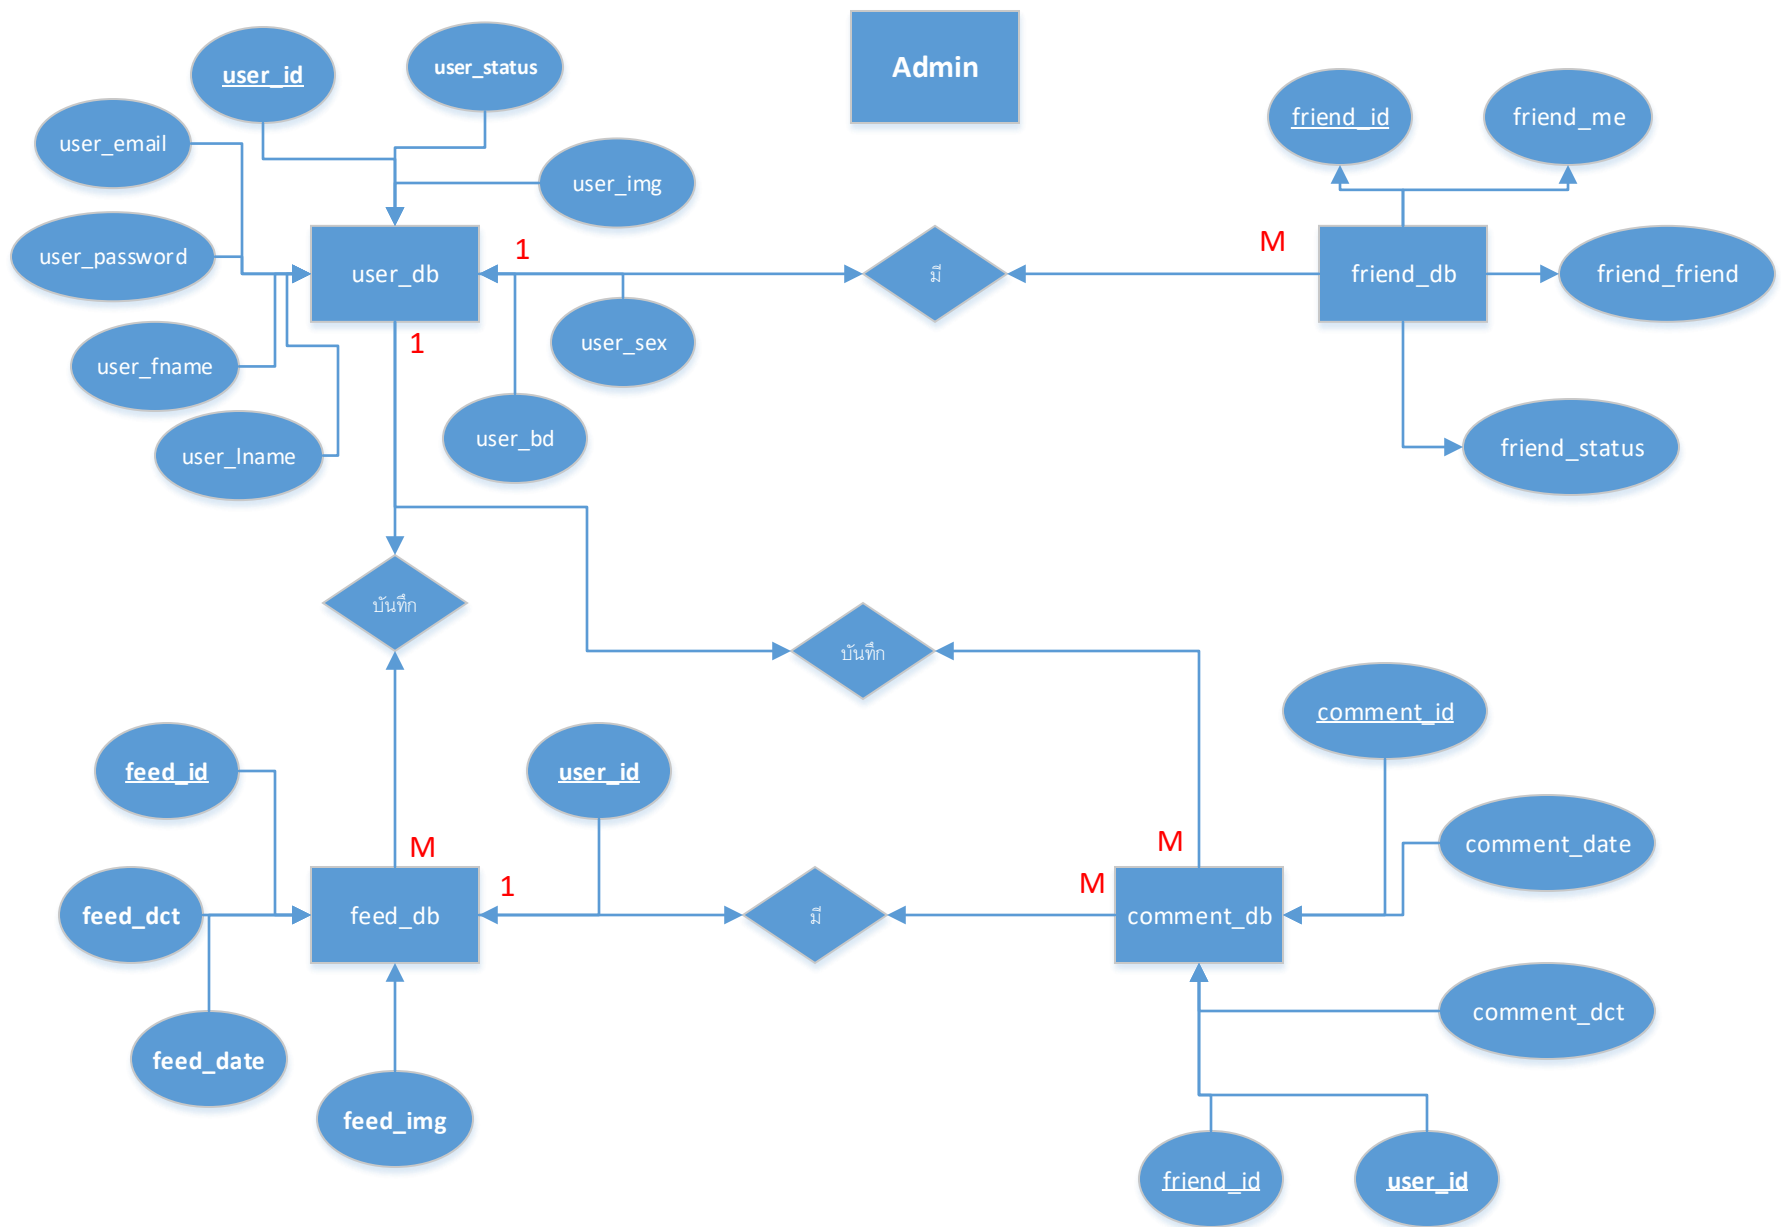 Admin
user_id
user_status
user_email
user_img
friend_id
friend_me
user_password
user_db
1
มี
M
friend_db
friend_friend
1
user_sex
user_fname
user_lname
user_bd
friend_status
บันทึก
บันทึก
comment_id
feed_id
user_id
M
M
comment_date
1
M
feed_dct
feed_db
มี
comment_db
comment_dct
feed_date
feed_img
friend_id
user_id